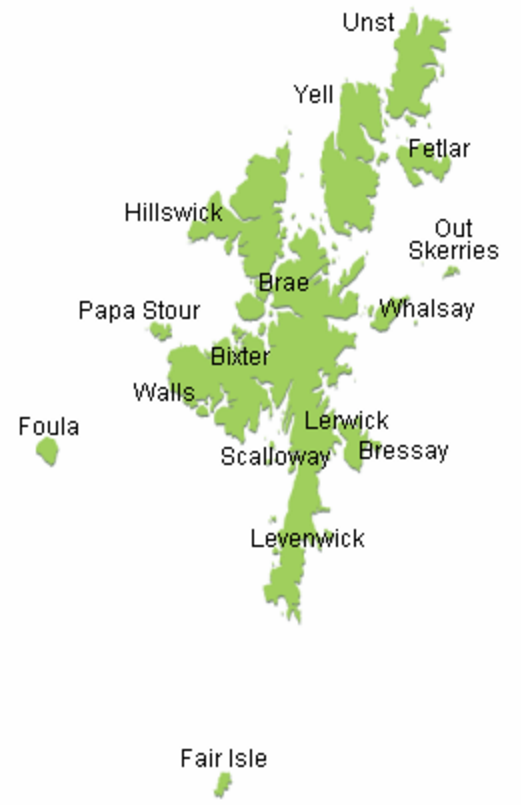 Unst
Yell
Fetlar
Hillswick
Out
Skerries
Brae
Papa Stour
Whalsay
Bixter
Walls
Lerwick
Foula
Bressay
Scalloway
Levenwick
Fair Isle